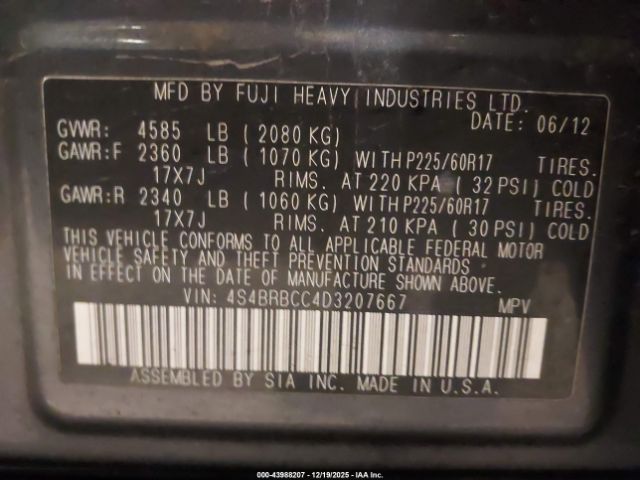 MFD BY FUJI HEAVY INDUSTRIES LTD.
DATE: 06/12
GVWR: 4585 LB ( 2080 KG)
GAWR:F 2360 LB ( 1070 KG) WITH P225/60R17 TIRES.
17X7J RIMS. AT 220 KPA ( 32 PSI) COLD
GAWR:R 2340 LB ( 1060 KG) WITH P225/60R17 TIRES.
17X7J RIMS. AT 210 KPA ( 30 PSI) COLD
THIS VEHICLE CONFORMS TO ALL APPLICABLE FEDERAL MOTOR
VEHICLE SAFETY AND THEFT PREVENTION STANDARDS
IN EFFECT ON THE DATE OF MANUFACTURE SHOWN ABOVE.
VIN: 4S4BRBCC4D3207667 MPV
ASSEMBLED BY SIA INC. MADE IN U.S.A.
000-43988207 - 12/19/2025 - IAA Inc.